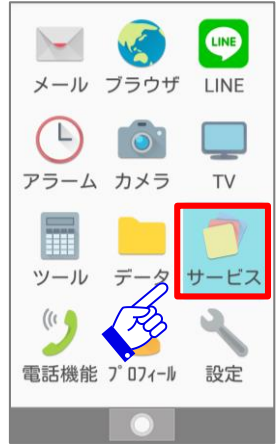 LINE
メール ブラウザ LINE
アラーム カメラ TV
ツール データ サービス
電話機能 ﾌﾟﾛﾌｨｰﾙ 設定